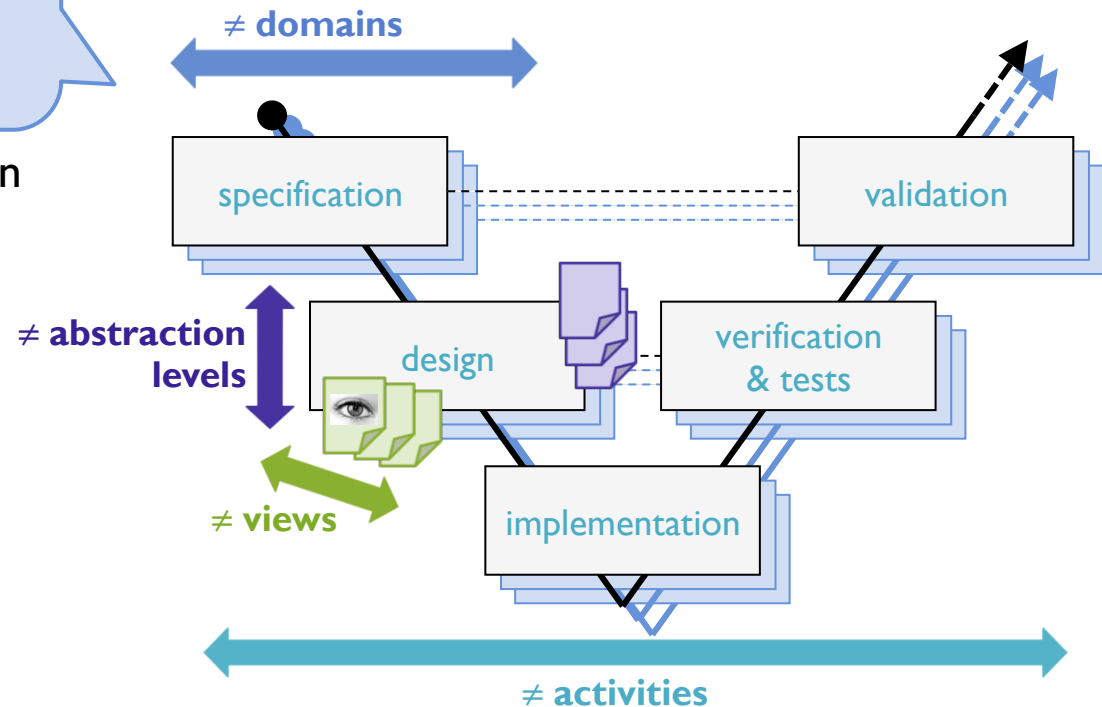 ≠ domains
n
specification
validation
≠ abstraction
levels
design
verification
& tests
≠ views
implementation
≠ activities